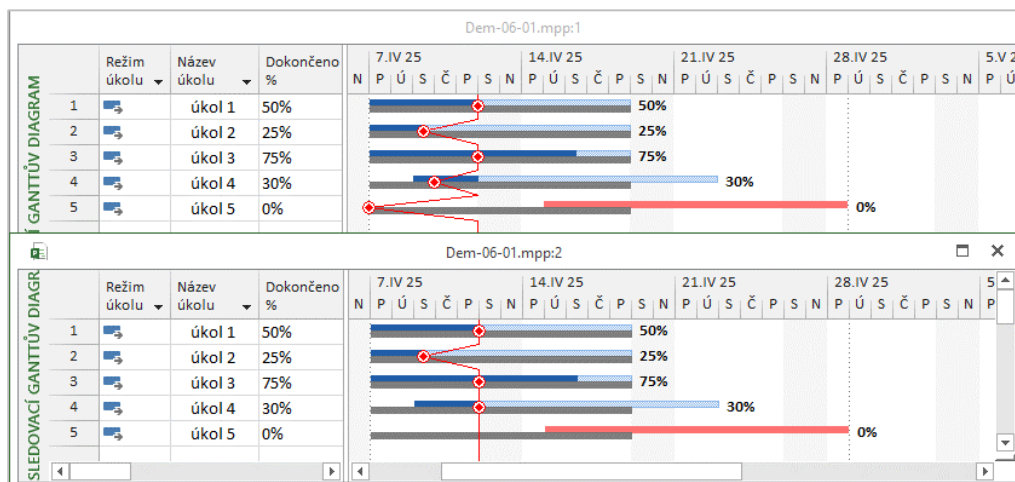 Dem-06-01.mpp:1
Í GANTTŮV DIAGRAM
Režim úkolu Název úkolu Dokončeno %
7.IV 25 14.IV 25 21.IV 25 28.IV 25 5.V 2
N P Ú S Č P S N P Ú S Č P S N P Ú S Č P S N P Ú S Č P S N P Ú
1 úkol 1 50% 50%
2 úkol 2 25% 25%
3 úkol 3 75% 75%
4 úkol 4 30% 30%
5 úkol 5 0% 0%
Dem-06-01.mpp:2
SLEDOVACÍ GANTTŮV DIAGR
Režim úkolu Název úkolu Dokončeno %
7.IV 25 14.IV 25 21.IV 25 28.IV 25 5
N P Ú S Č P S N P Ú S Č P S N P Ú S Č P S N P Ú S Č P S N P
1 úkol 1 50% 50%
2 úkol 2 25% 25%
3 úkol 3 75% 75%
4 úkol 4 30% 30%
5 úkol 5 0% 0%